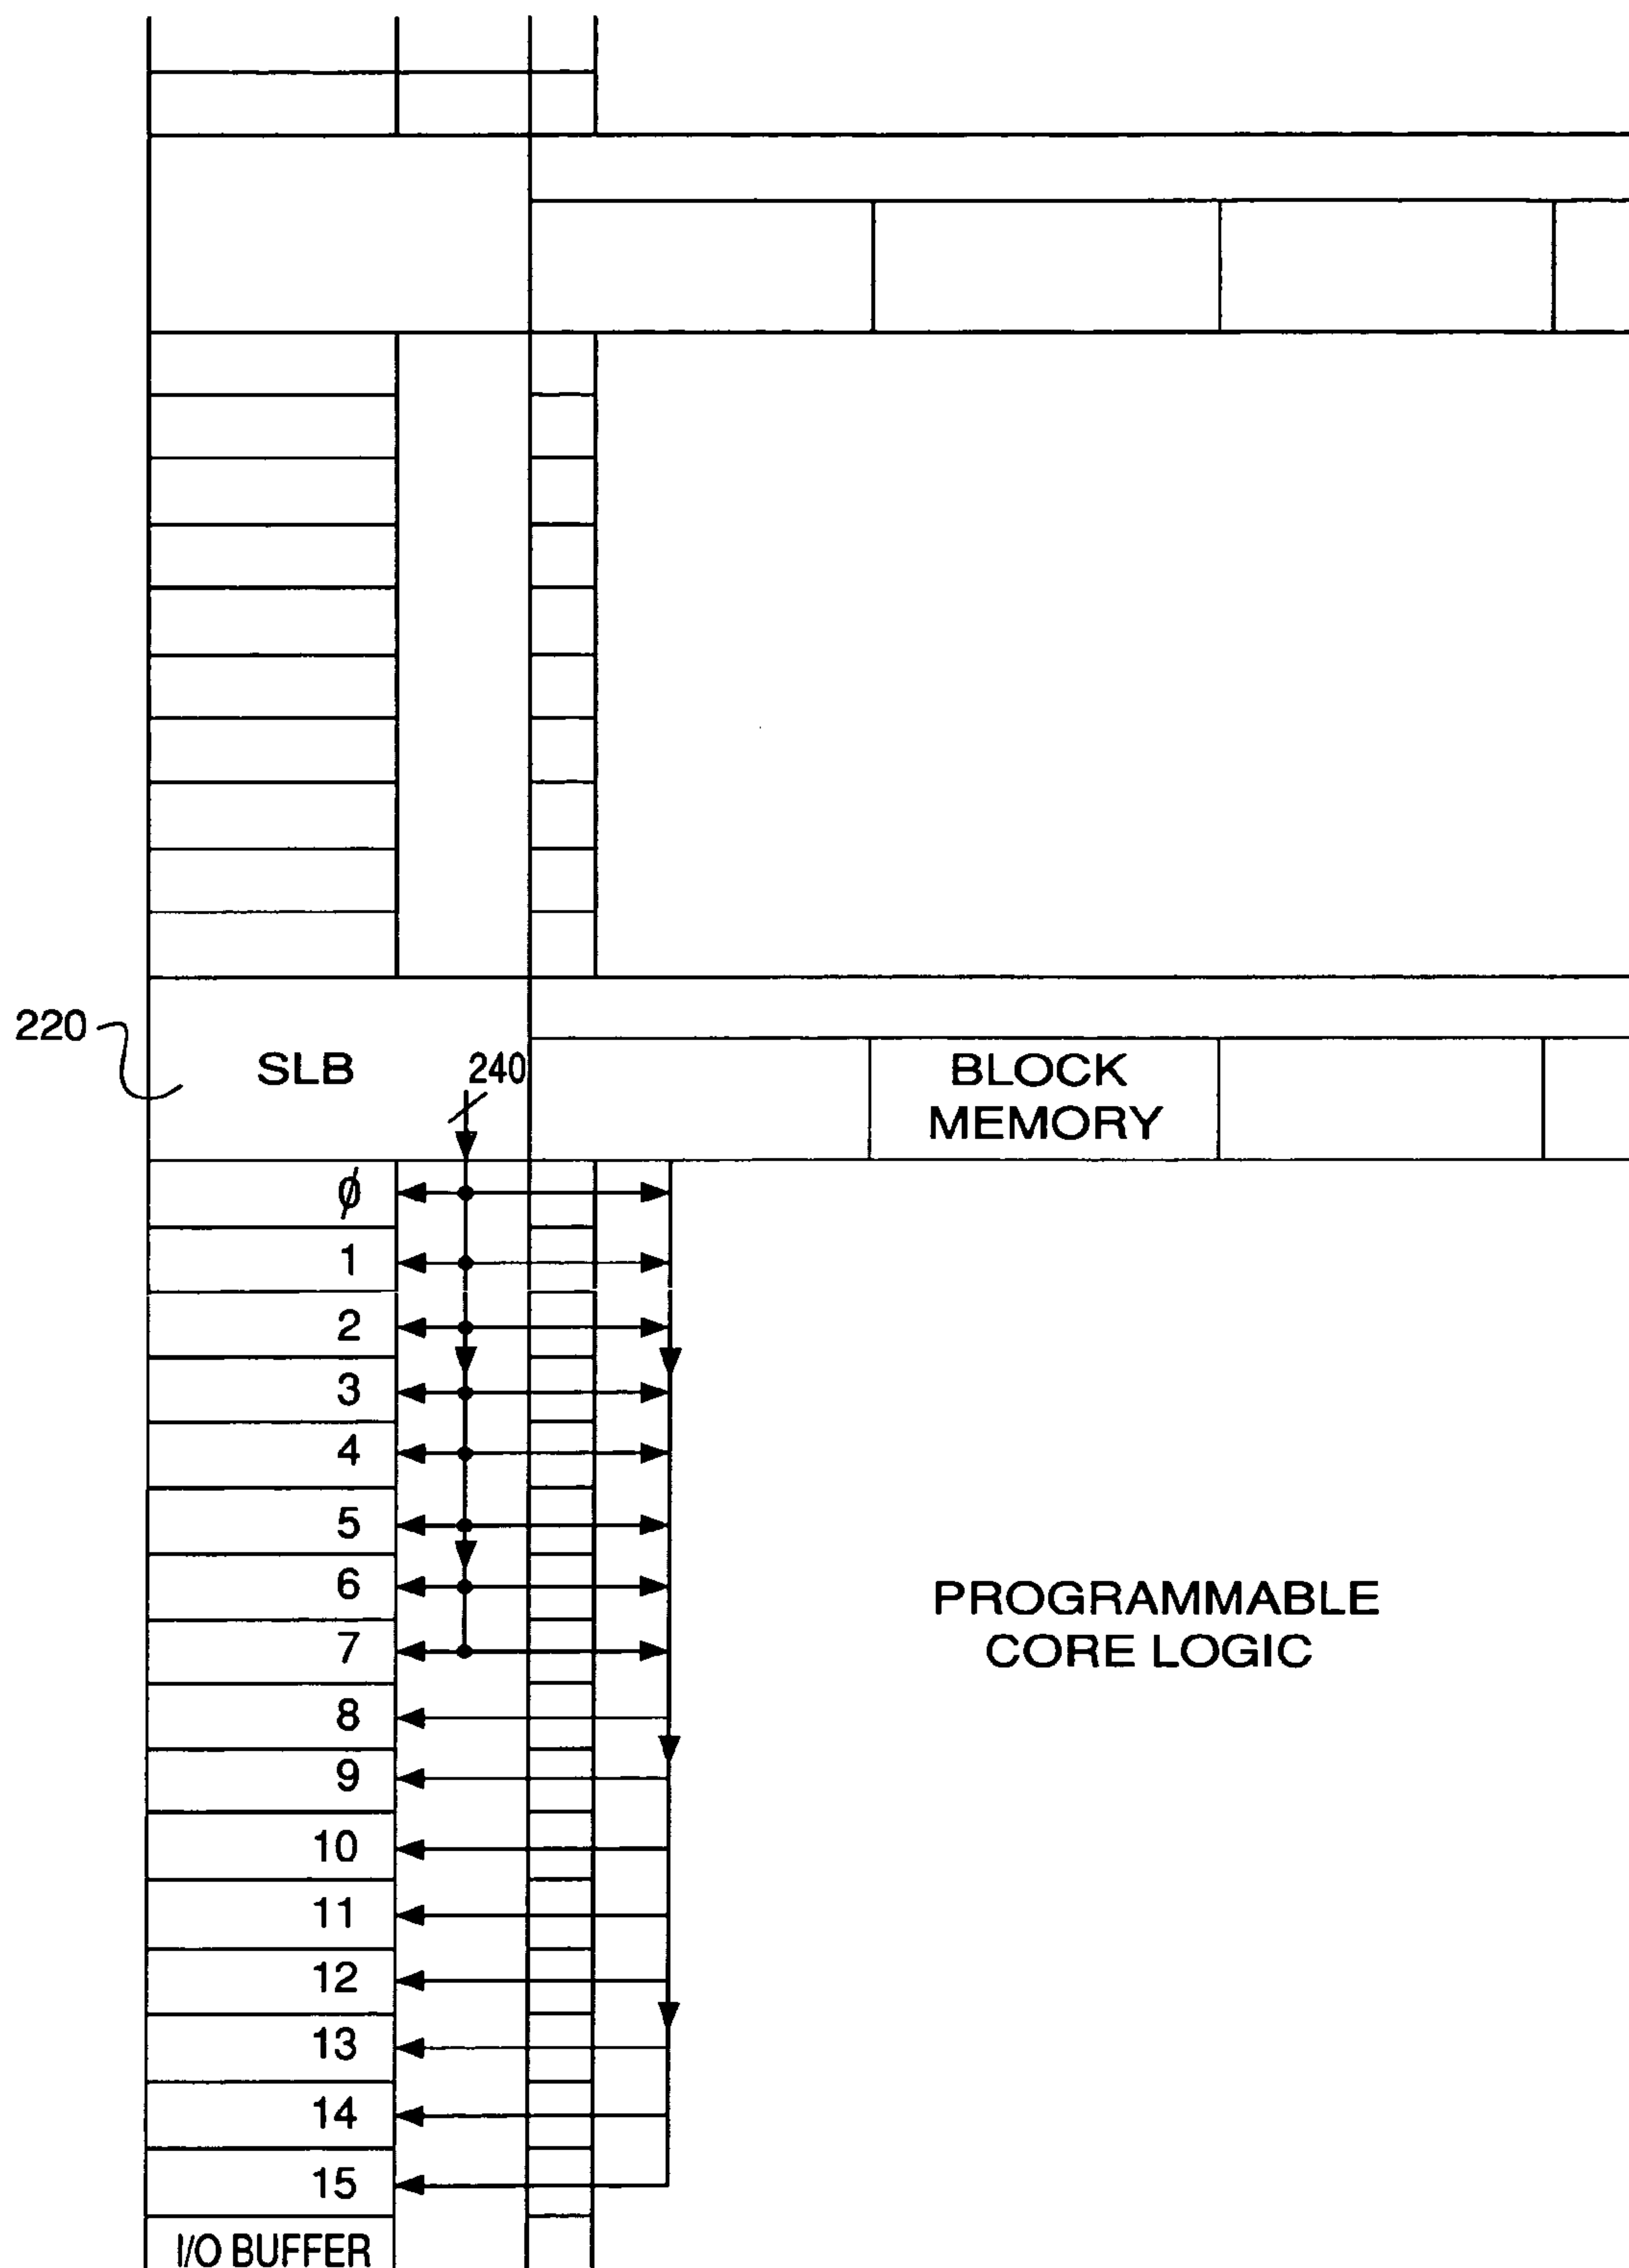 220
SLB
240
BLOCK
MEMORY
ø
1
2
3
4
5
6
7
PROGRAMMABLE
CORE LOGIC
8
9
10
11
12
13
14
15
I/O BUFFER